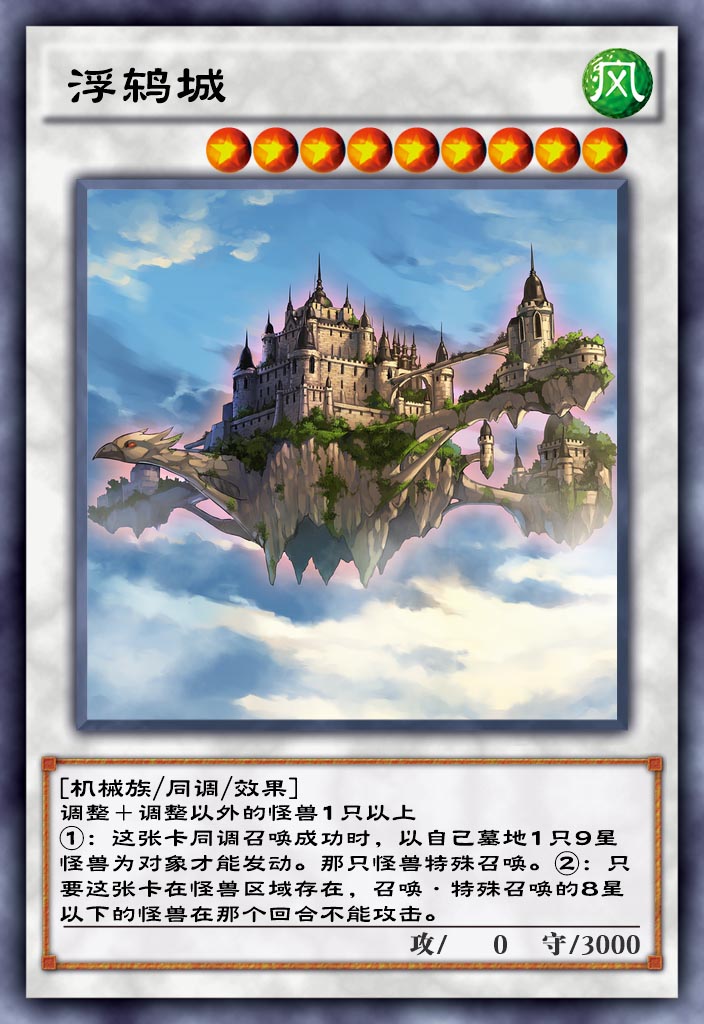 浮鸫城
风
[机械族/同调/效果]
调整＋调整以外的怪兽1只以上
①：这张卡同调召唤成功时，以自己墓地1只9星
怪兽为对象才能发动。那只怪兽特殊召唤。②：只
要这张卡在怪兽区域存在，召唤·特殊召唤的8星
以下的怪兽在那个回合不能攻击。
攻/ 0 守/3000